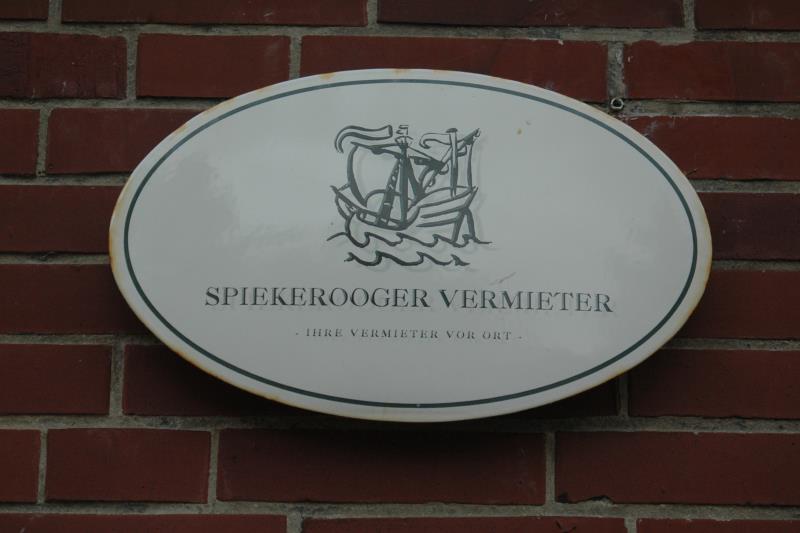 SPIEKEROOGER VERMIETER
- IHRE VERMIETER VOR ORT -